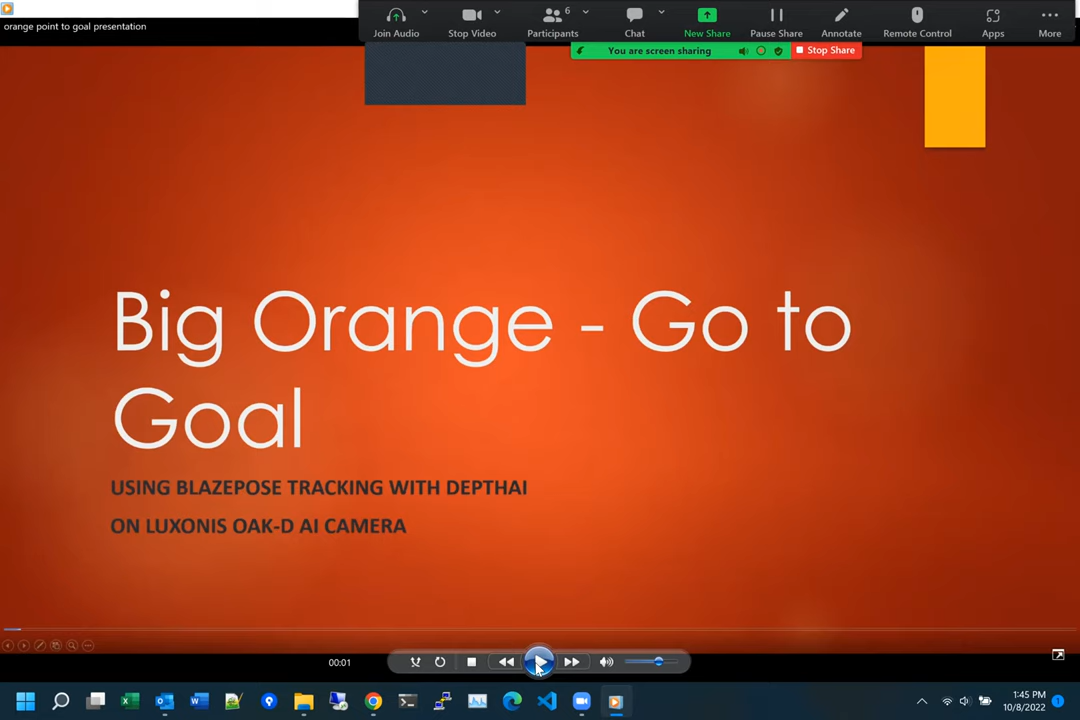 orange point to goal presentation
Join Audio
Stop Video
Participants
6
Chat
New Share
Pause Share
Annotate
Remote Control
Apps
More
You are screen sharing
Stop Share
Big Orange - Go to
Goal
USING BLAZEPOSE TRACKING WITH DEPTHAI
ON LUXONIS OAK-D AI CAMERA
00:01
1:45 PM
10/8/2022
1